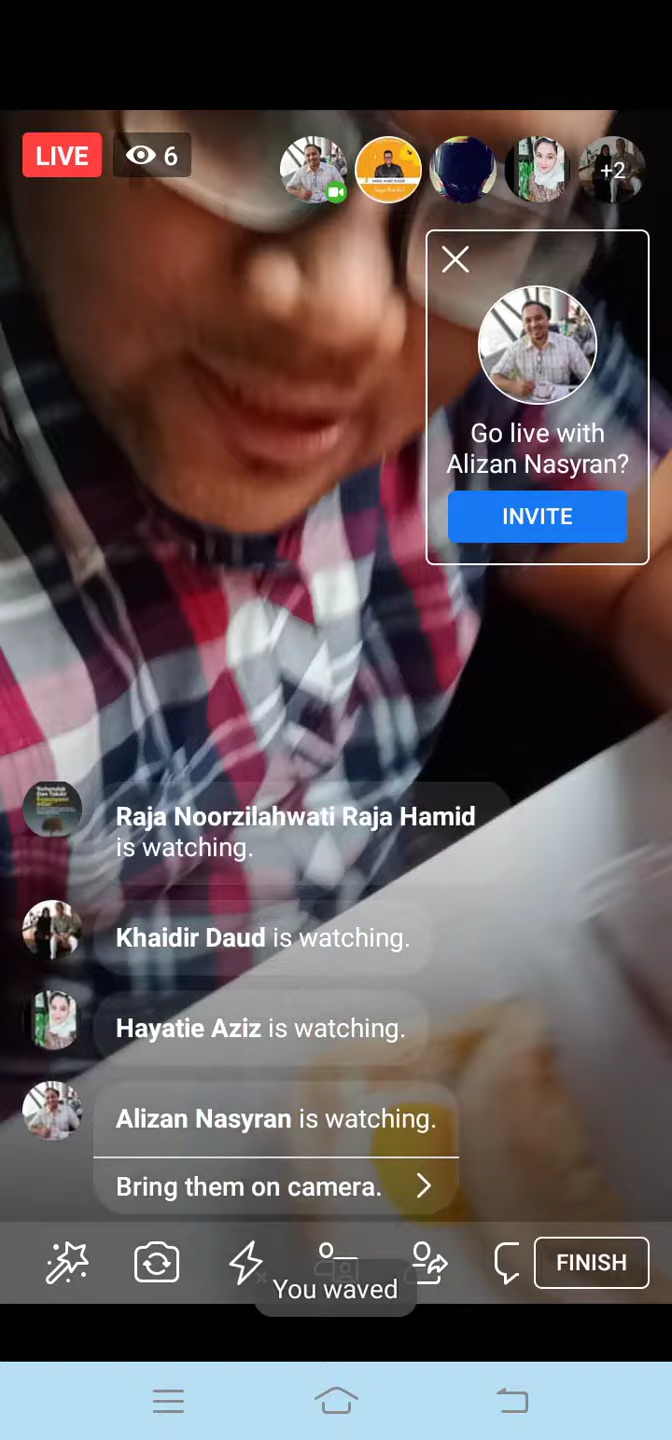 LIVE
6
+2
Go live with
Alizan Nasyran?
INVITE
Raja Noorzilahwati Raja Hamid
is watching.
Khaidir Daud is watching.
Hayatie Aziz is watching.
Alizan Nasyran is watching.
Bring them on camera.
FINISH
You waved